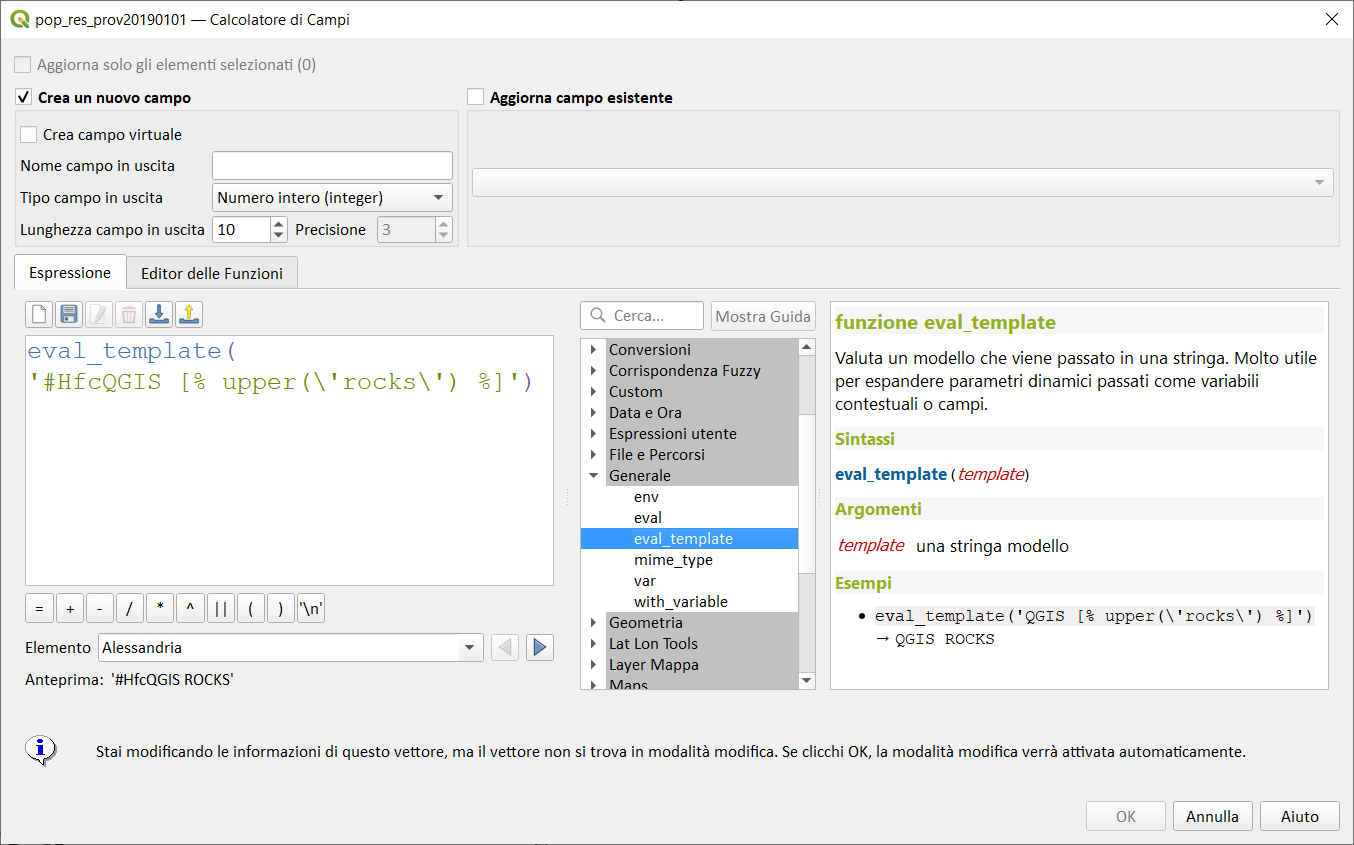 pop_res_prov20190101 — Calcolatore di Campi
Aggiorna solo gli elementi selezionati (0)
Crea un nuovo campo
Aggiorna campo esistente
Crea campo virtuale
Nome campo in uscita
Tipo campo in uscita
Numero intero (integer)
Lunghezza campo in uscita
10
Precisione
3
Espressione
Editor delle Funzioni
eval_template(
'#HfcQGIS [% upper(\'rocks\') %]')
=
+
-
/
*
^
||
(
)
'\n'
Elemento
Alessandria
Anteprima: '#HfcQGIS ROCKS'
Cerca...
Mostra Guida
Conversioni
Corrispondenza Fuzzy
Custom
Data e Ora
Espressioni utente
File e Percorsi
Generale
env
eval
eval_template
mime_type
var
with_variable
Geometria
Lat Lon Tools
Layer Mappa
Maps
funzione eval_template
Valuta un modello che viene passato in una stringa. Molto utile
per espandere parametri dinamici passati come variabili
contestuali o campi.
Sintassi
eval_template(template)
Argomenti
template una stringa modello
Esempi
• eval_template('QGIS [% upper(\'rocks\') %]')
→ QGIS ROCKS
Stai modificando le informazioni di questo vettore, ma il vettore non si trova in modalità modifica. Se clicchi OK, la modalità modifica verrà attivata automaticamente.
OK
Annulla
Aiuto